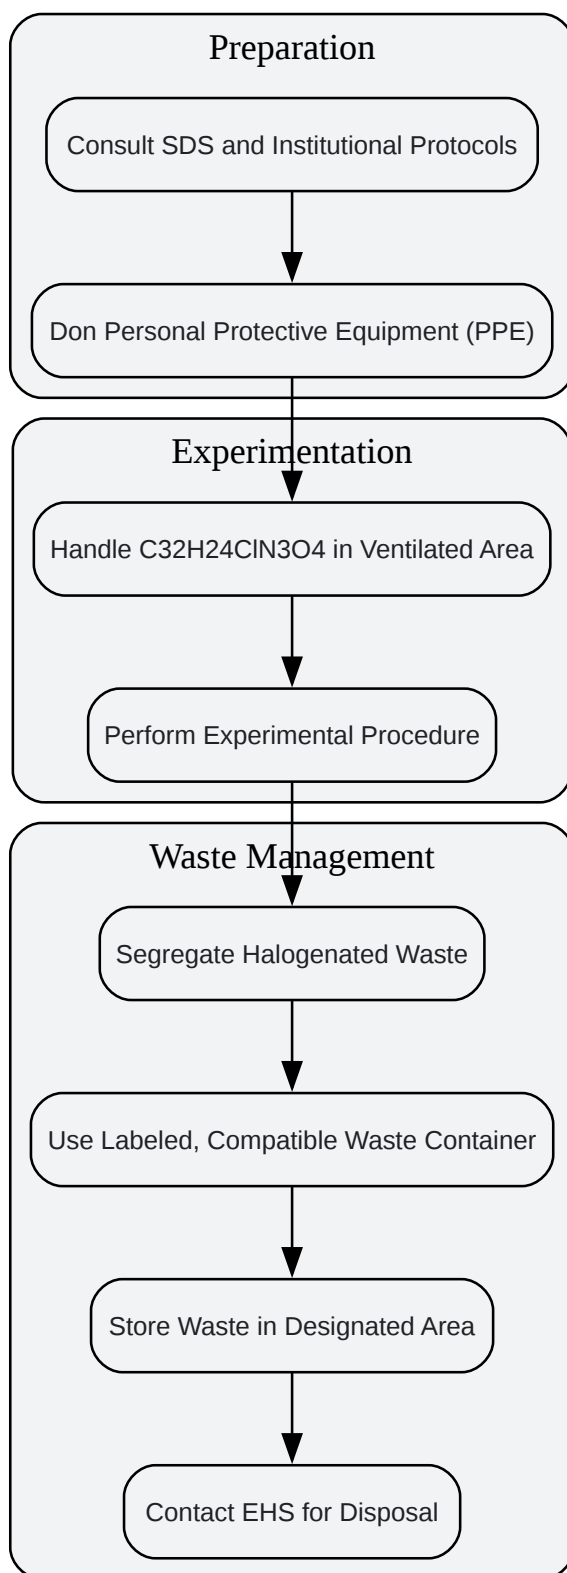 Preparation
Consult SDS and Institutional Protocols
Don Personal Protective Equipment (PPE)
Experimentation
Handle C32H24ClN3O4 in Ventilated Area
Perform Experimental Procedure
Waste Management
Segregate Halogenated Waste
Use Labeled, Compatible Waste Container
Store Waste in Designated Area
Contact EHS for Disposal